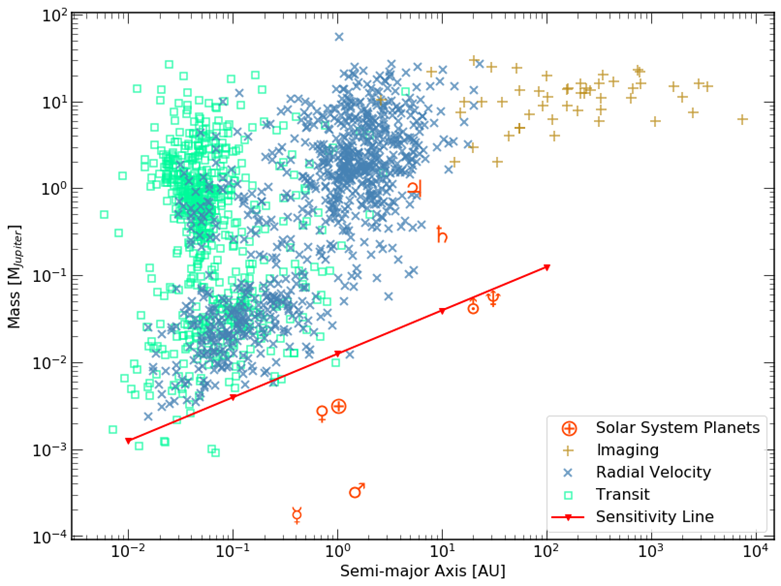 10²
10¹
10⁰
10⁻¹
10⁻²
10⁻³
10⁻⁴
Mass [M_Jupiter]
♃
♄
⛢
♆
♀
⊕
♂
☿
Solar System Planets
Imaging
Radial Velocity
Transit
Sensitivity Line
10⁻² 10⁻¹ 10⁰ 10¹ 10² 10³ 10⁴
Semi-major Axis [AU]